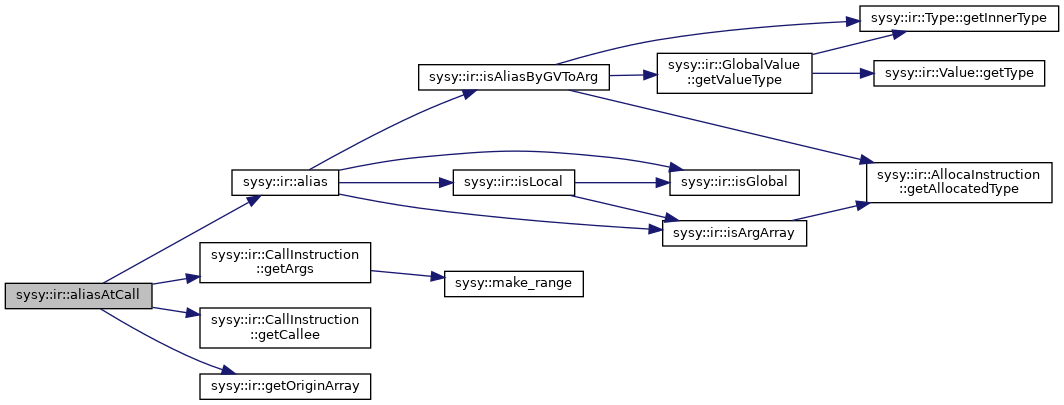 sysy::ir::aliasAtCall
sysy::ir::alias
sysy::ir::CallInstruction
::getArgs
sysy::ir::CallInstruction
::getCallee
sysy::ir::getOriginArray
sysy::ir::isAliasByGVToArg
sysy::ir::isLocal
sysy::make_range
sysy::ir::GlobalValue
::getValueType
sysy::ir::isGlobal
sysy::ir::isArgArray
sysy::ir::Type::getInnerType
sysy::ir::Value::getType
sysy::ir::AllocaInstruction
::getAllocatedType